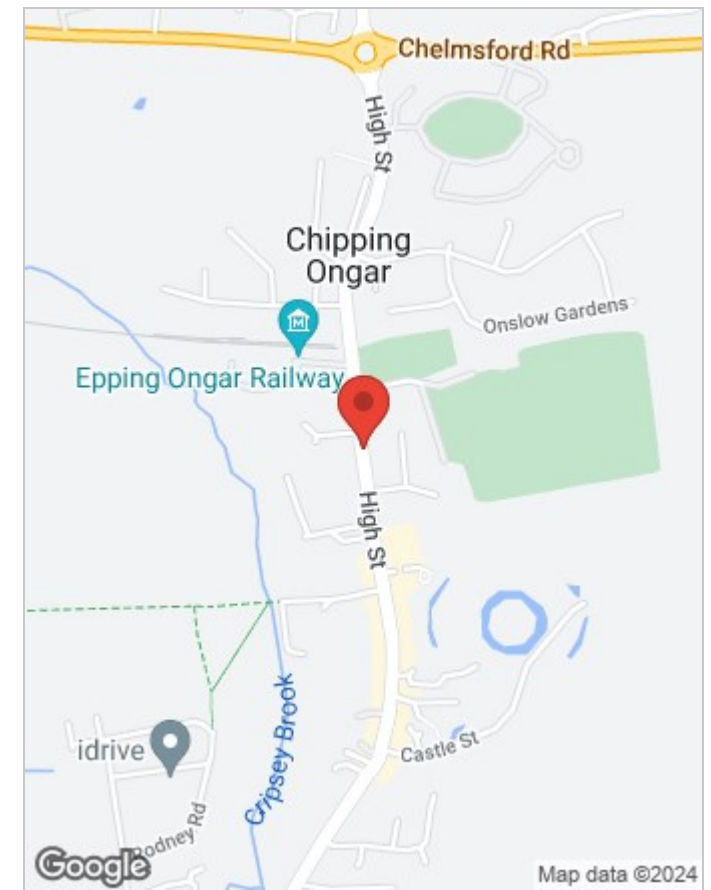 Chelmsford Rd
High St
Chipping
Ongar
Onslow Gardens
Epping Ongar Railway
High St
Cripsey Brook
idrive
Castle St
Rodney Rd
Google
Map data ©2024